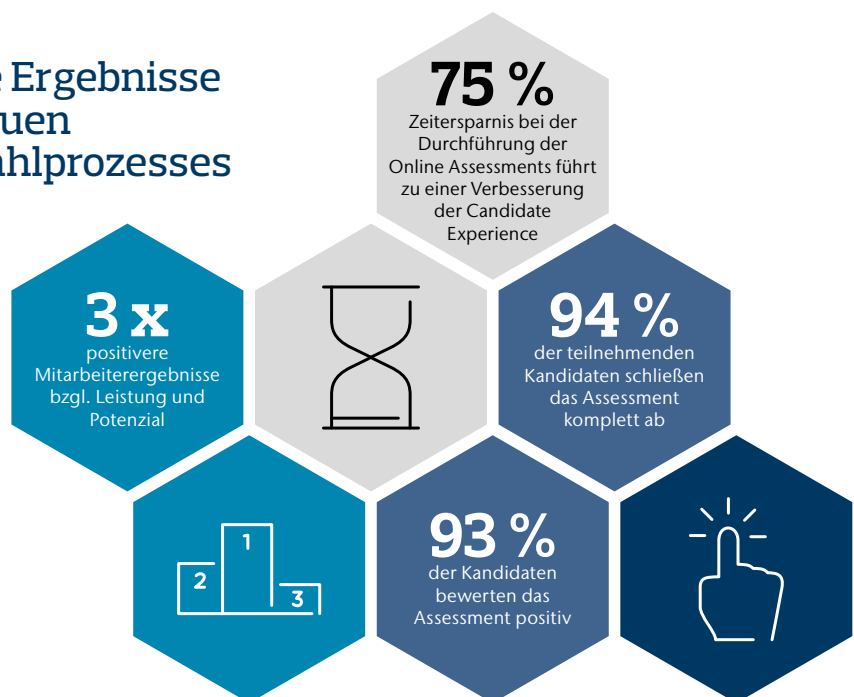 Ergebnisse
75 %
Zeitersparnis bei der
Durchführung der
Online Assessments führt
zu einer Verbesserung
der Candidate
Experience
3 x
positivere
Mitarbeiterergebnisse
bzgl. Leistung und
Potenzial
94 %
der teilnehmenden
Kandidaten schließen
das Assessment
komplett ab
1
2
3
93 %
der Kandidaten
bewerten das
Assessment positiv